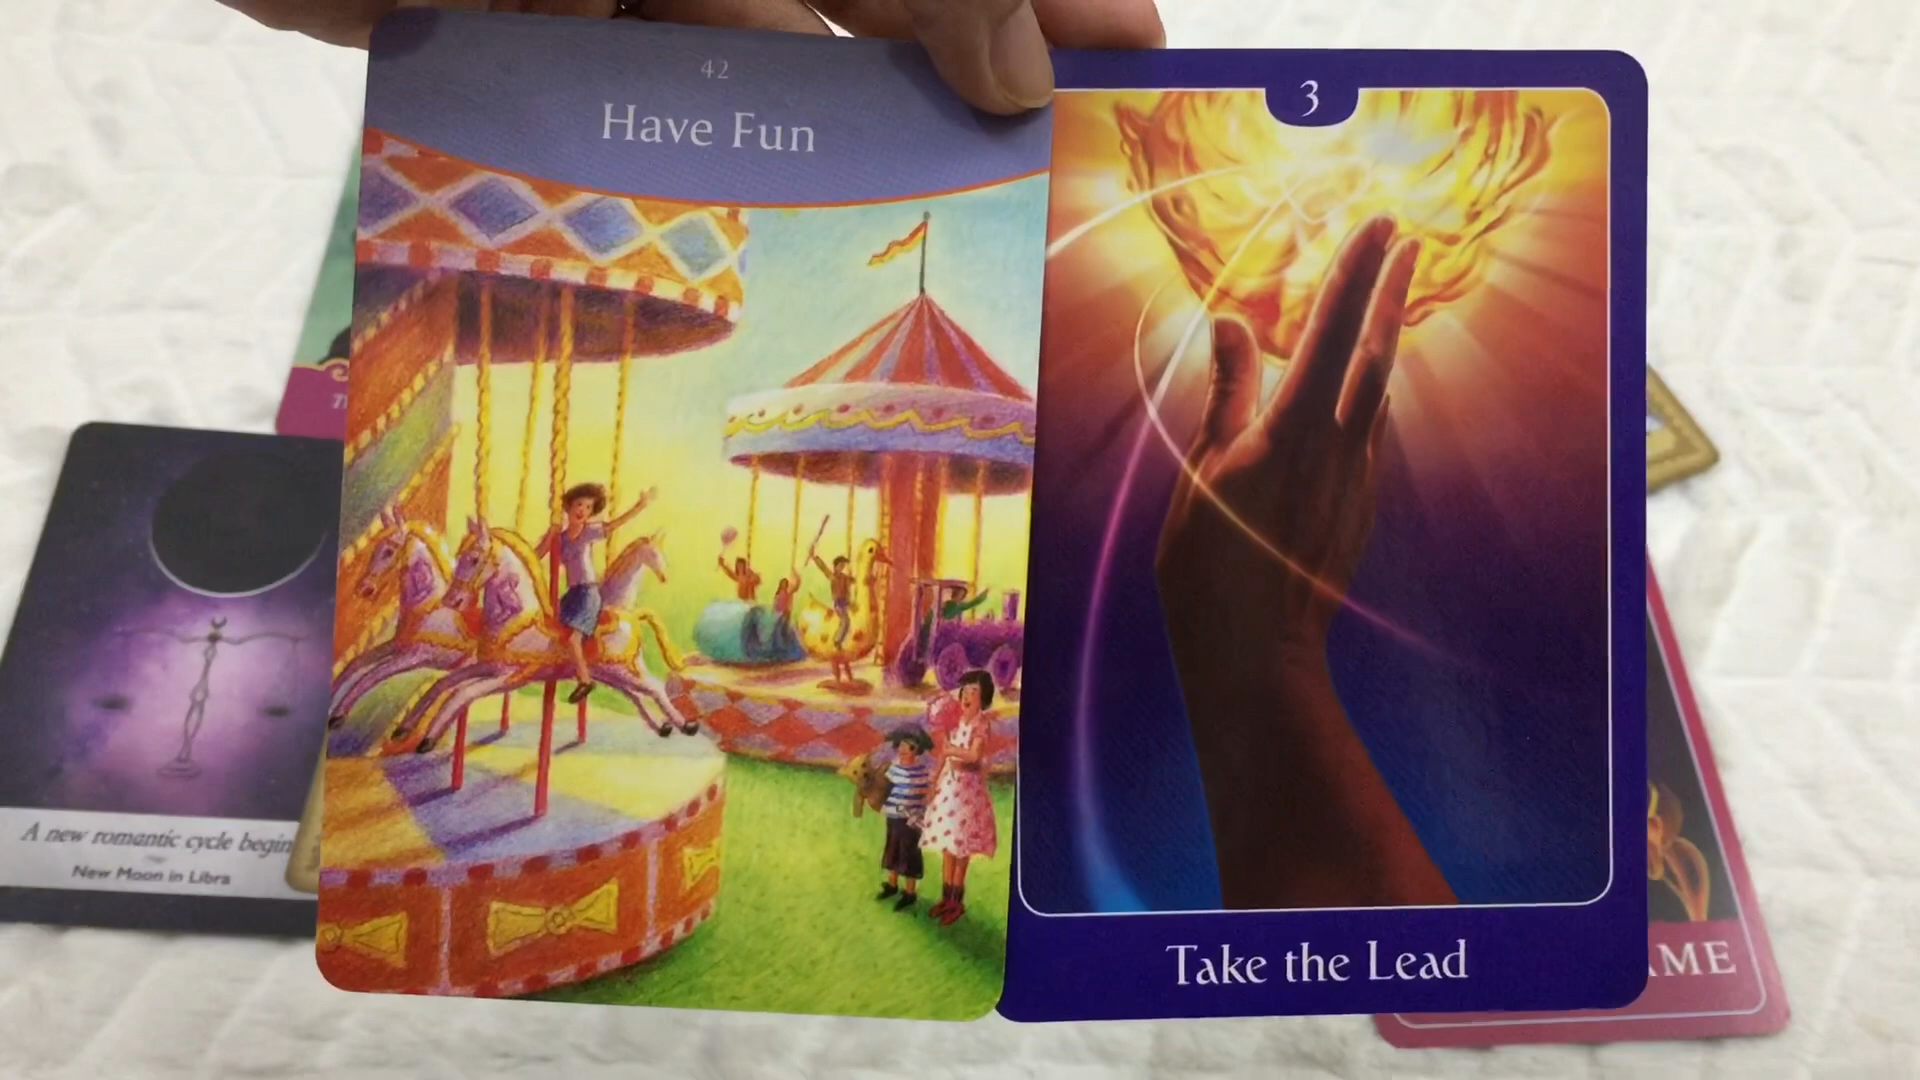 42
Have Fun
3
Take the Lead
A new romantic cycle begin
New Moon in Libra
AME